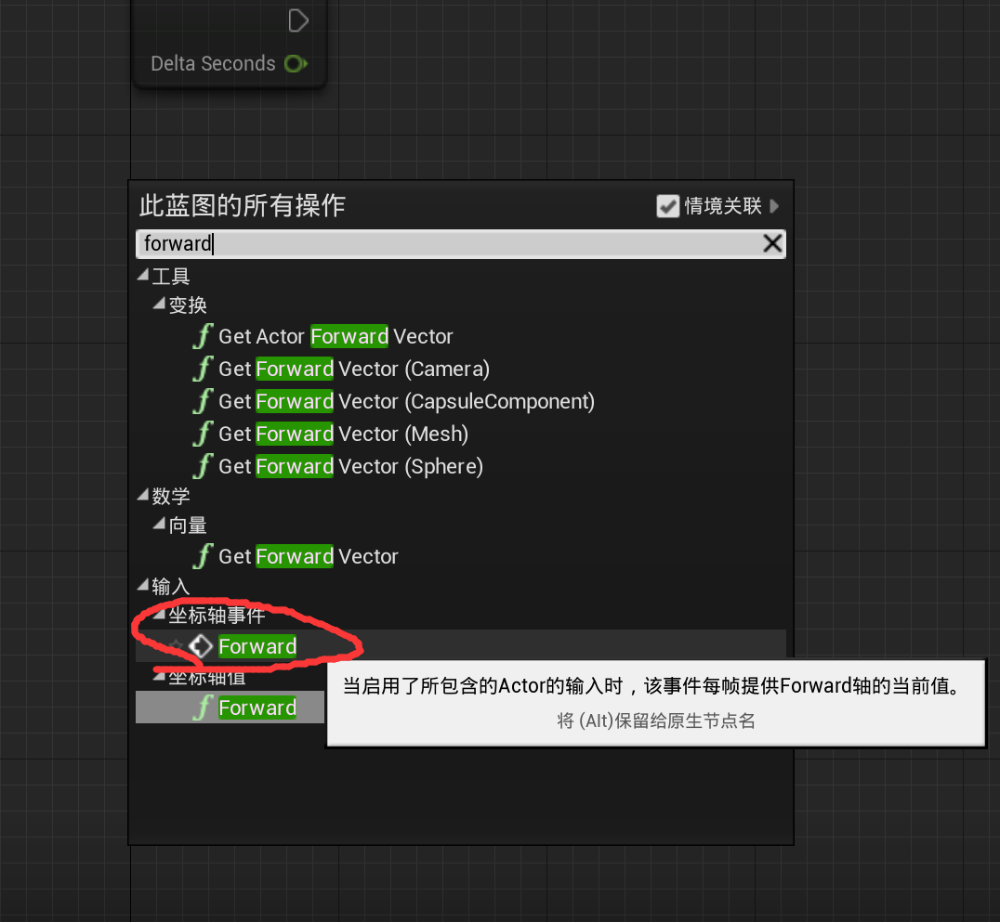 Delta Seconds
此蓝图的所有操作
情境关联
forward
工具
变换
Get Actor Forward Vector
Get Forward Vector (Camera)
Get Forward Vector (CapsuleComponent)
Get Forward Vector (Mesh)
Get Forward Vector (Sphere)
数学
向量
Get Forward Vector
输入
坐标轴事件
Forward
坐标轴值
Forward
当启用了所包含的Actor的输入时，该事件每帧提供Forward轴的当前值。
将 (Alt)保留给原生节点名